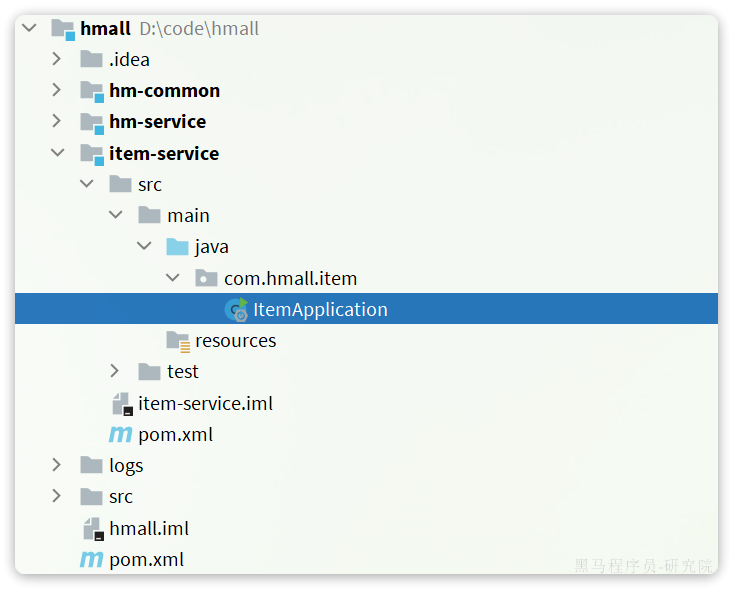 hmall D:\code\hmall
.idea
hm-common
hm-service
item-service
src
main
java
com.hmall.item
ItemApplication
resources
test
item-service.iml
pom.xml
logs
src
hmall.iml
pom.xml
黑马程序员-研究院